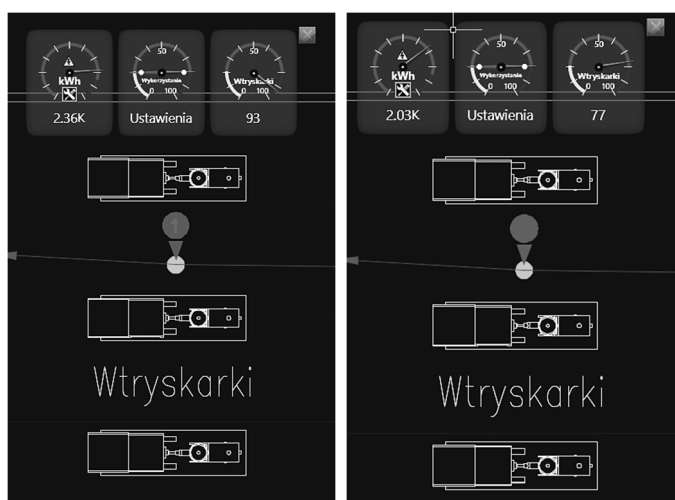 kWh
2.36K
Wykorzystanie
0 100
Ustawienia
50
Wtryskarki
0 100
93
1
Wtryskarki
kWh
2.03K
50
Wykorzystanie
0 100
Ustawienia
50
Wtryskarki
0 100
77
Wtryskarki